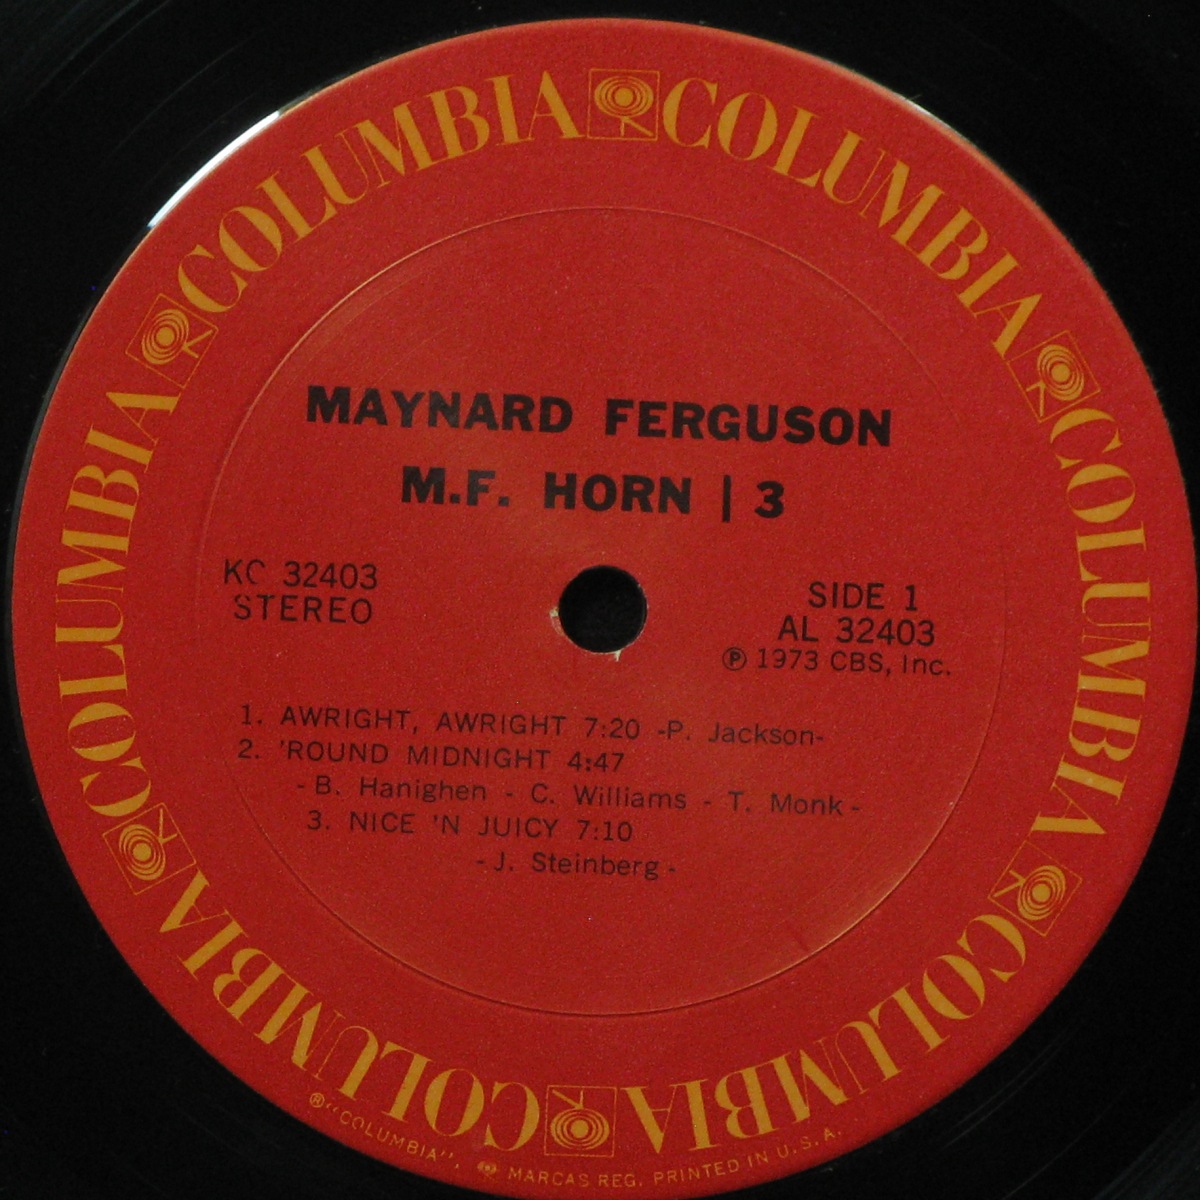 COLUMBIA COLUMBIA COLUMBIA COLUMBIA COLUMBIA COLUMBIA COLUMBIA
MAYNARD FERGUSON
M.F. HORN | 3
KC 32403
STEREO
SIDE 1
AL 32403
℗ 1973 CBS, Inc.
1. AWRIGHT, AWRIGHT 7:20 -P. Jackson-
2. 'ROUND MIDNIGHT 4:47
- B. Hanighen - C. Williams - T. Monk -
3. NICE 'N JUICY 7:10
- J. Steinberg -
® "COLUMBIA", MARCAS REG. PRINTED IN U.S.A.